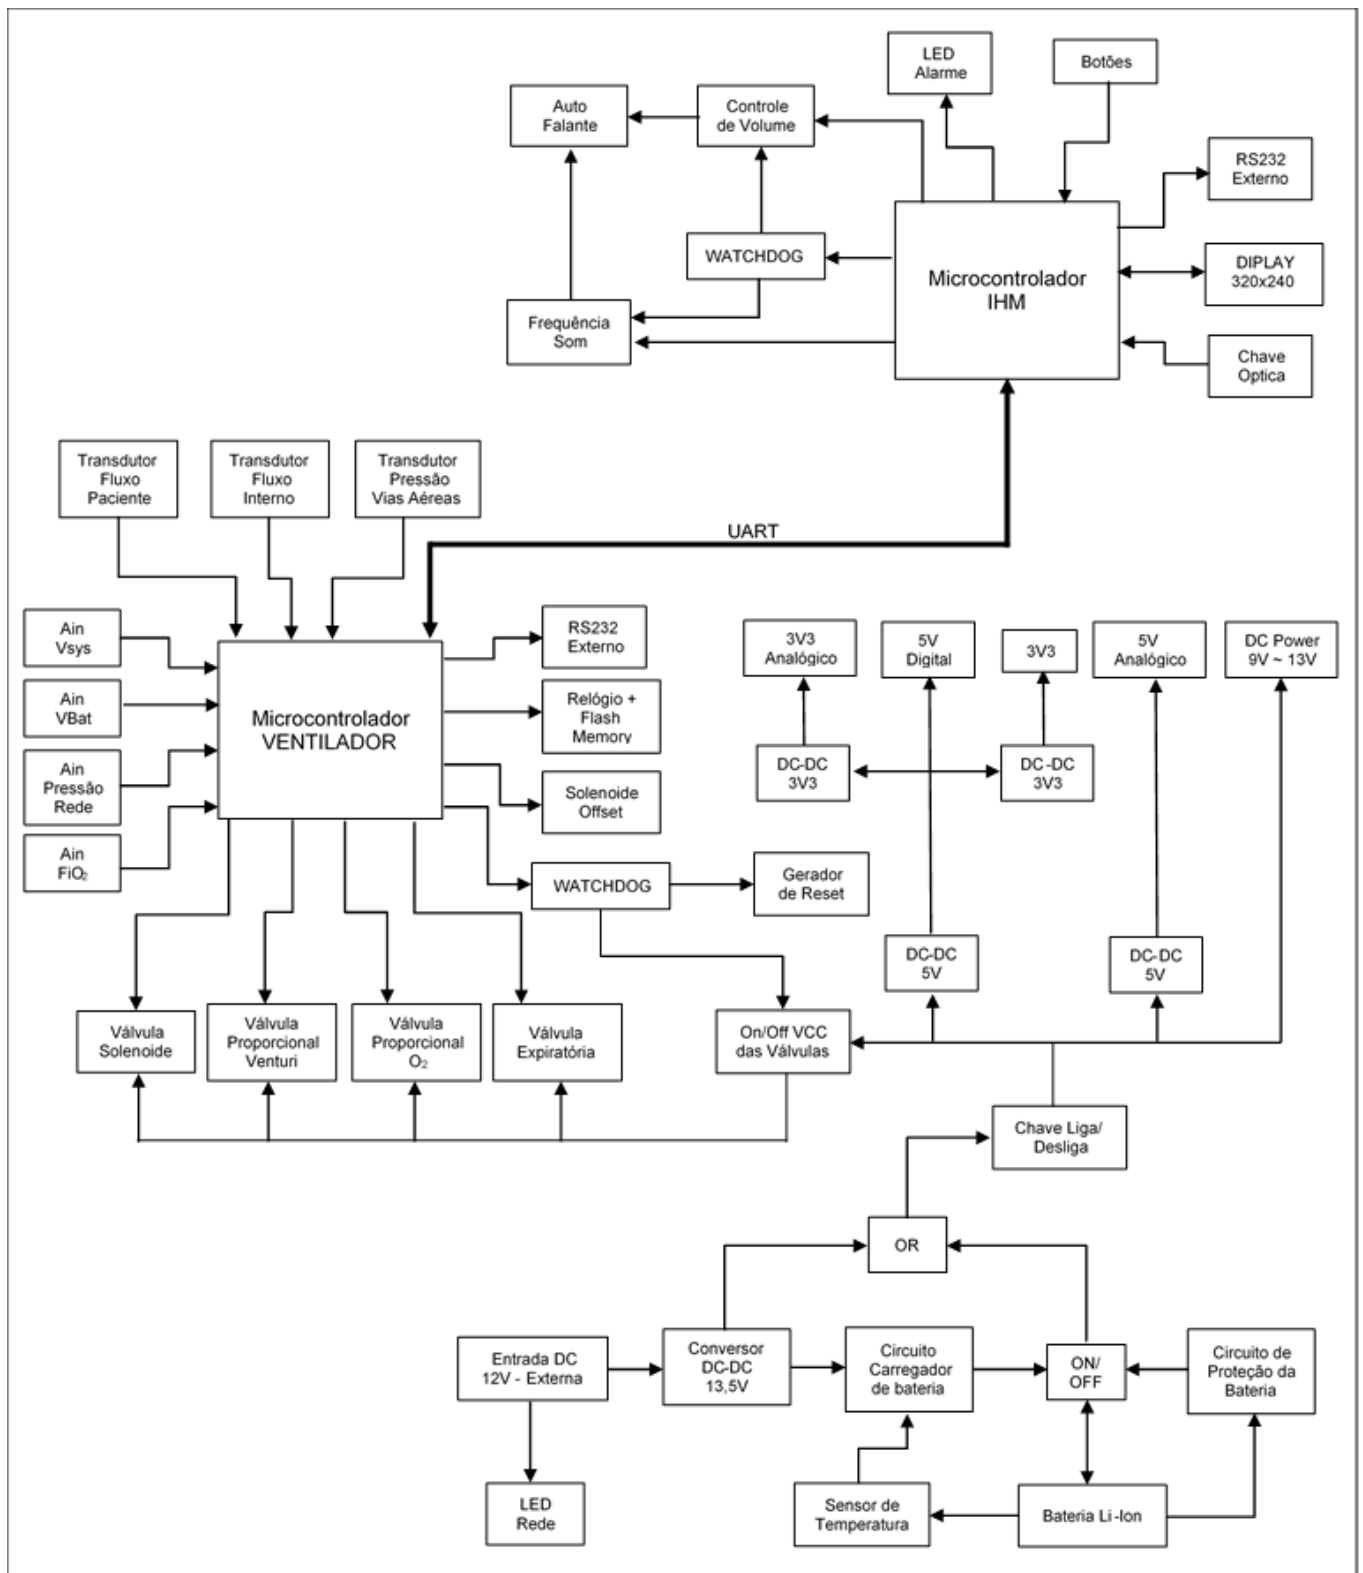 LED
Alarme
Botões
Auto
Falante
Controle
de Volume
RS232
Externo
WATCHDOG
Microcontrolador
IHM
DIPLAY
320x240
Frequência
Som
Chave
Optica
Transdutor
Fluxo
Paciente
Transdutor
Fluxo
Interno
Transdutor
Pressão
Vias Aéreas
UART
Ain
Vsys
Ain
VBat
Ain
Pressão
Rede
Ain
FiO₂
Microcontrolador
VENTILADOR
RS232
Externo
Relógio +
Flash
Memory
Solenoide
Offset
WATCHDOG
Gerador
de Reset
3V3
Analógico
5V
Digital
3V3
5V
Analógico
DC Power
9V ~ 13V
DC-DC
3V3
DC-DC
3V3
DC-DC
5V
DC-DC
5V
Válvula
Solenoide
Válvula
Proporcional
Venturi
Válvula
Proporcional
O₂
Válvula
Expiratória
On/Off VCC
das Válvulas
Chave Liga/
Desliga
OR
Entrada DC
12V - Externa
Conversor
DC-DC
13,5V
Circuito
Carregador
de bateria
ON/
OFF
Circuito de
Proteção da
Bateria
LED
Rede
Sensor de
Temperatura
Bateria Li-Ion